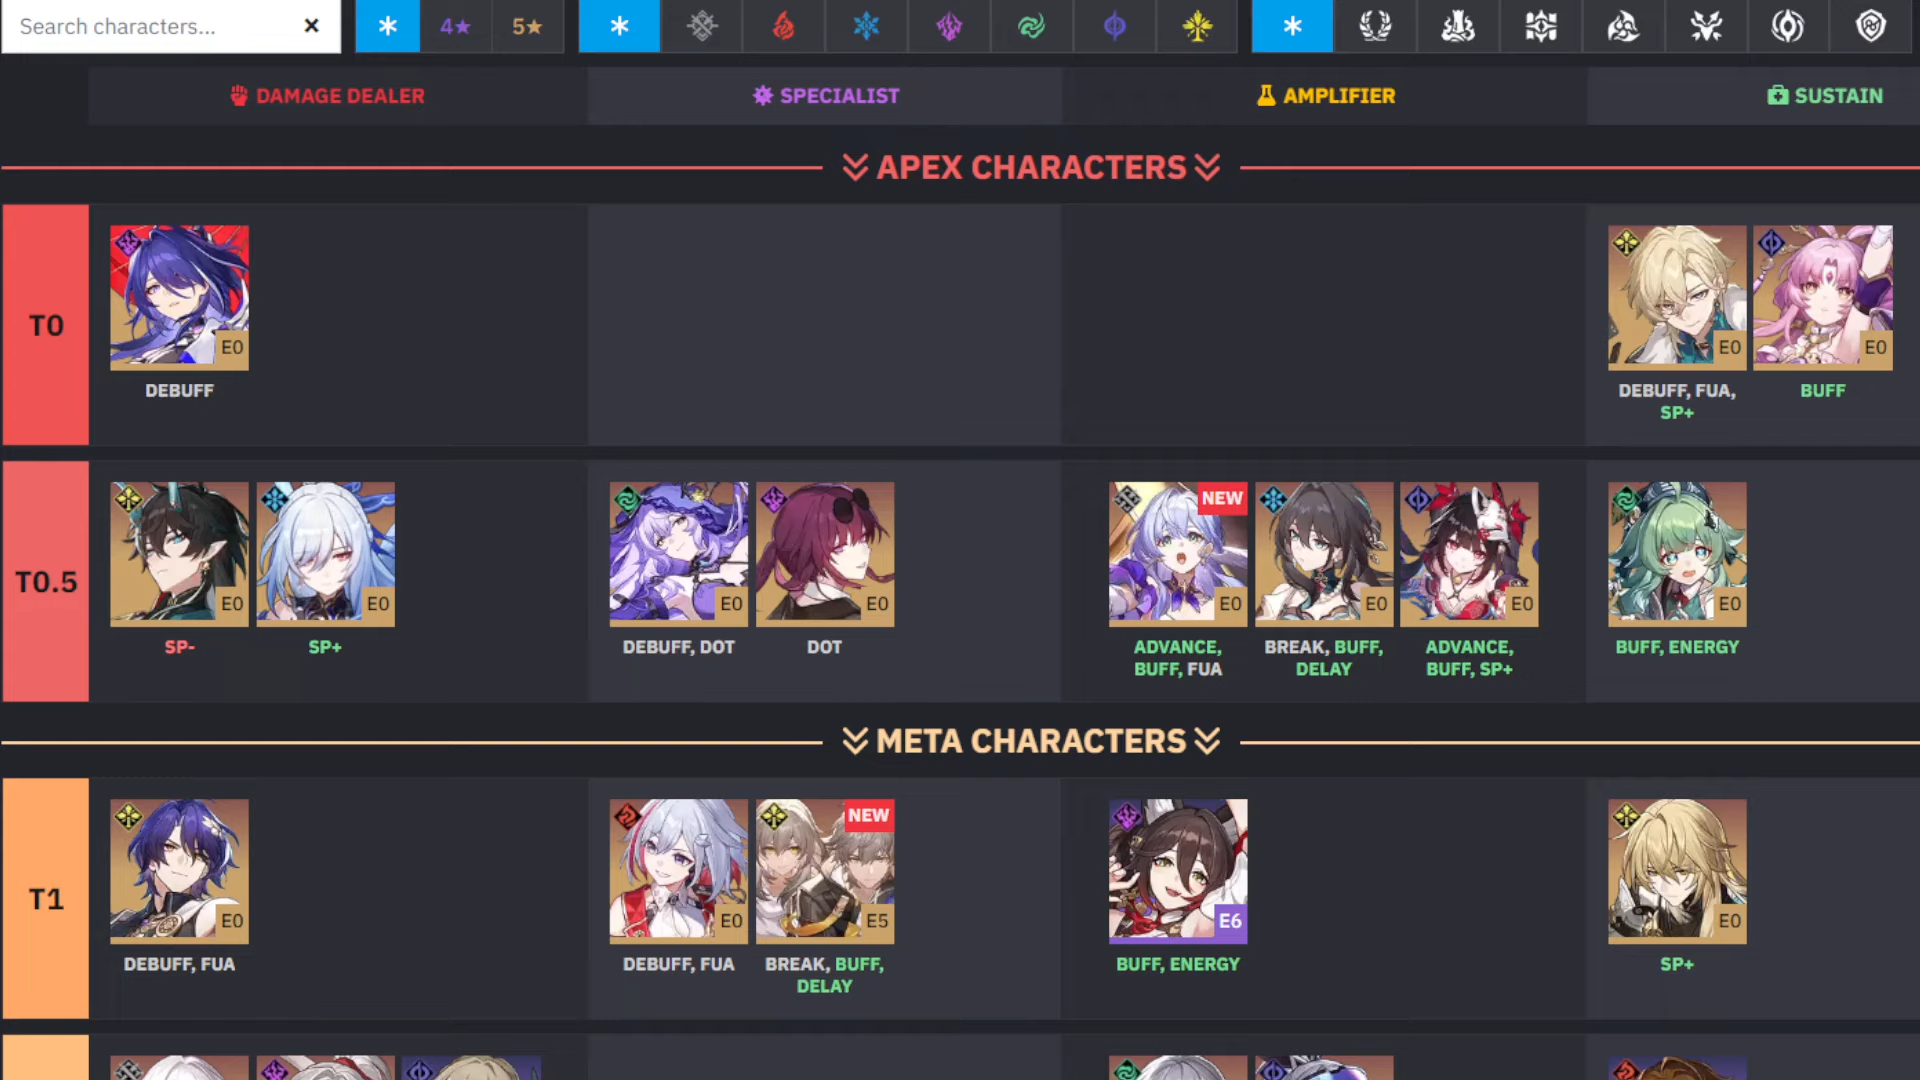 Search characters... ×
4★ 5★
DAMAGE DEALER
SPECIALIST
AMPLIFIER
SUSTAIN
APEX CHARACTERS
T0
E0
DEBUFF
E0
DEBUFF, FUA,
SP+
E0
BUFF
T0.5
E0
SP-
E0
SP+
E0
DEBUFF, DOT
E0
DOT
NEW
E0
ADVANCE,
BUFF, FUA
E0
BREAK, BUFF,
DELAY
E0
ADVANCE,
BUFF, SP+
E0
BUFF, ENERGY
META CHARACTERS
T1
E0
DEBUFF, FUA
E0
DEBUFF, FUA
NEW
E5
BREAK, BUFF,
DELAY
E6
BUFF, ENERGY
E0
SP+